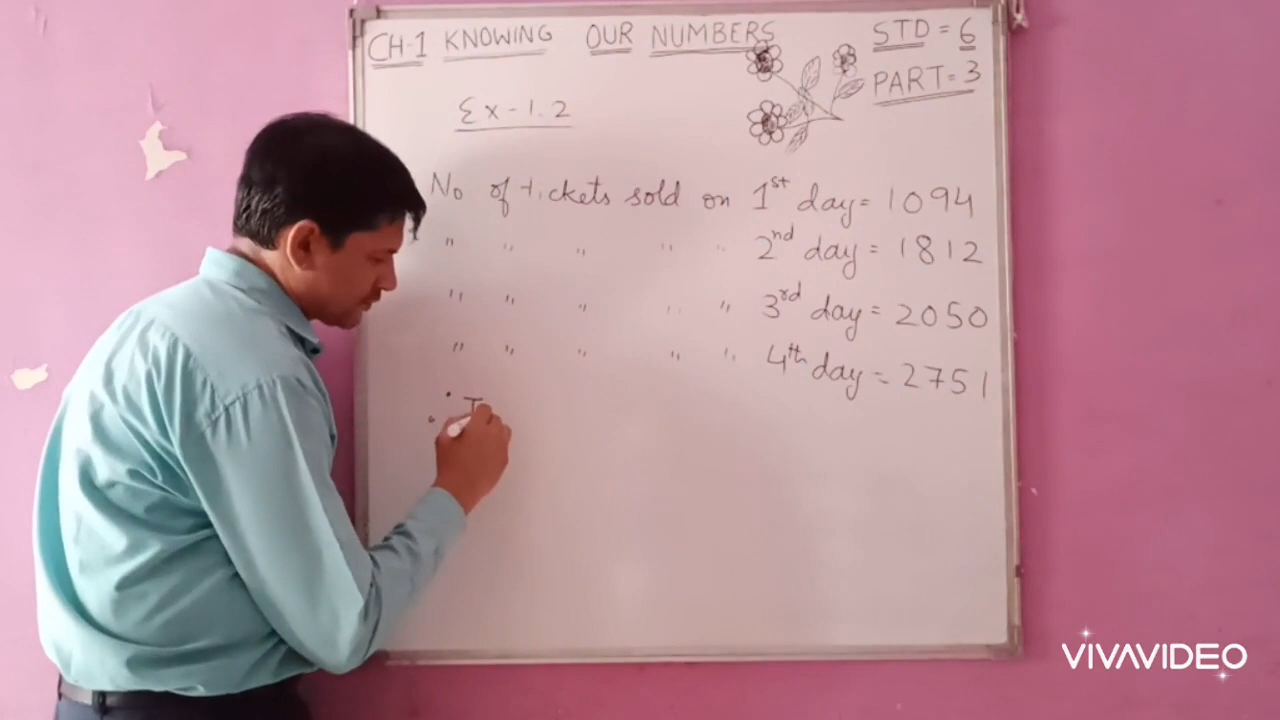 CH-1 KNOWING OUR NUMBERS
STD = 6
PART = 3
Ex - 1.2
No of tickets sold on 1st day = 1094
" " " " " 2nd day = 1812
" " " " " 3rd day = 2050
" " " " " 4th day = 2751
∴ T
VIVAVIDEO